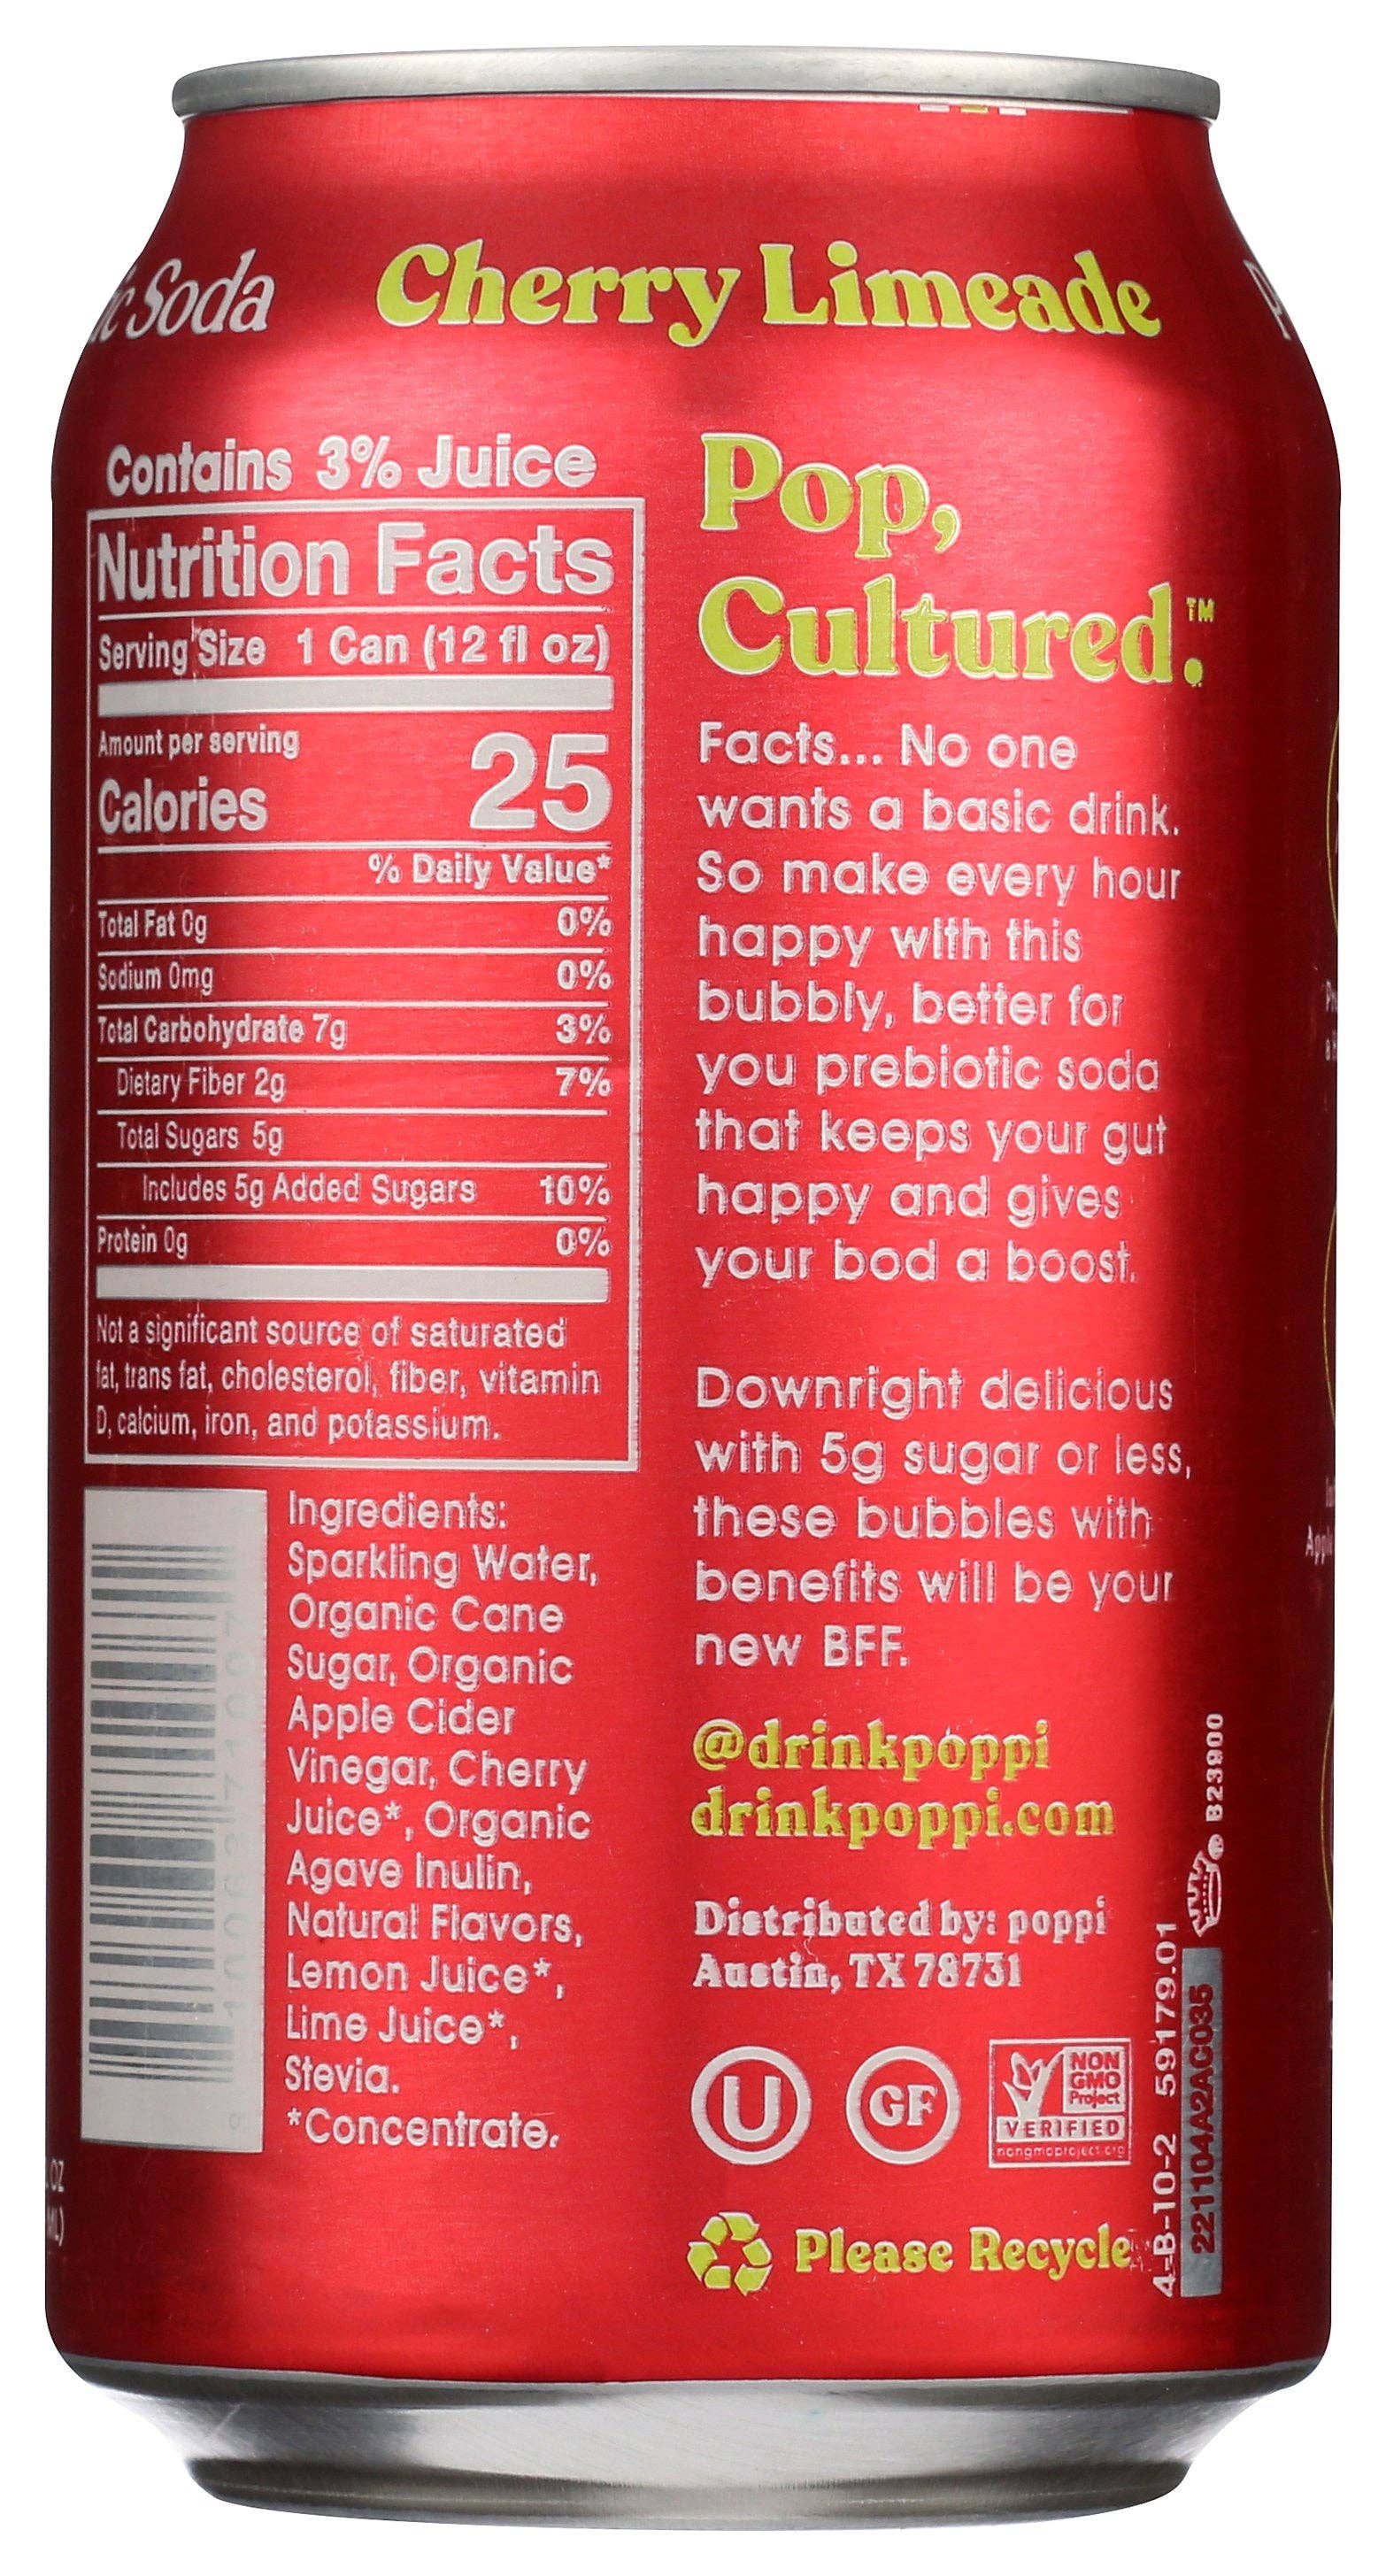 Soda
Cherry Limeade
Contains 3% Juice
Nutrition Facts
Serving Size 1 Can (12 fl oz)
Amount per serving
Calories 25
% Daily Value*
Total Fat 0g 0%
Sodium 0mg 0%
Total Carbohydrate 7g 3%
Dietary Fiber 2g 7%
Total Sugars 5g
Includes 5g Added Sugars 10%
Protein 0g 0%
Not a significant source of saturated
fat, trans fat, cholesterol, fiber, vitamin
D, calcium, iron, and potassium.
Ingredients:
Sparkling Water,
Organic Cane
Sugar, Organic
Apple Cider
Vinegar, Cherry
Juice*, Organic
Agave Inulin,
Natural Flavors,
Lemon Juice*,
Lime Juice*,
Stevia.
*Concentrate.
OZ
ML)
Pop,
Cultured.™
Facts... No one
wants a basic drink.
So make every hour
happy with this
bubbly, better for
you prebiotic soda
that keeps your gut
happy and gives
your bod a boost.
Downright delicious
with 5g sugar or less,
these bubbles with
benefits will be your
new BFF.
@drinkpoppi
drinkpoppi.com
Distributed by: poppi
Austin, TX 78731
U
GF
NON
GMO
Project
VERIFIED
nongmoproject.org
Please Recycle
4-B-10-2 59179.01
B23900
221104A2AC035